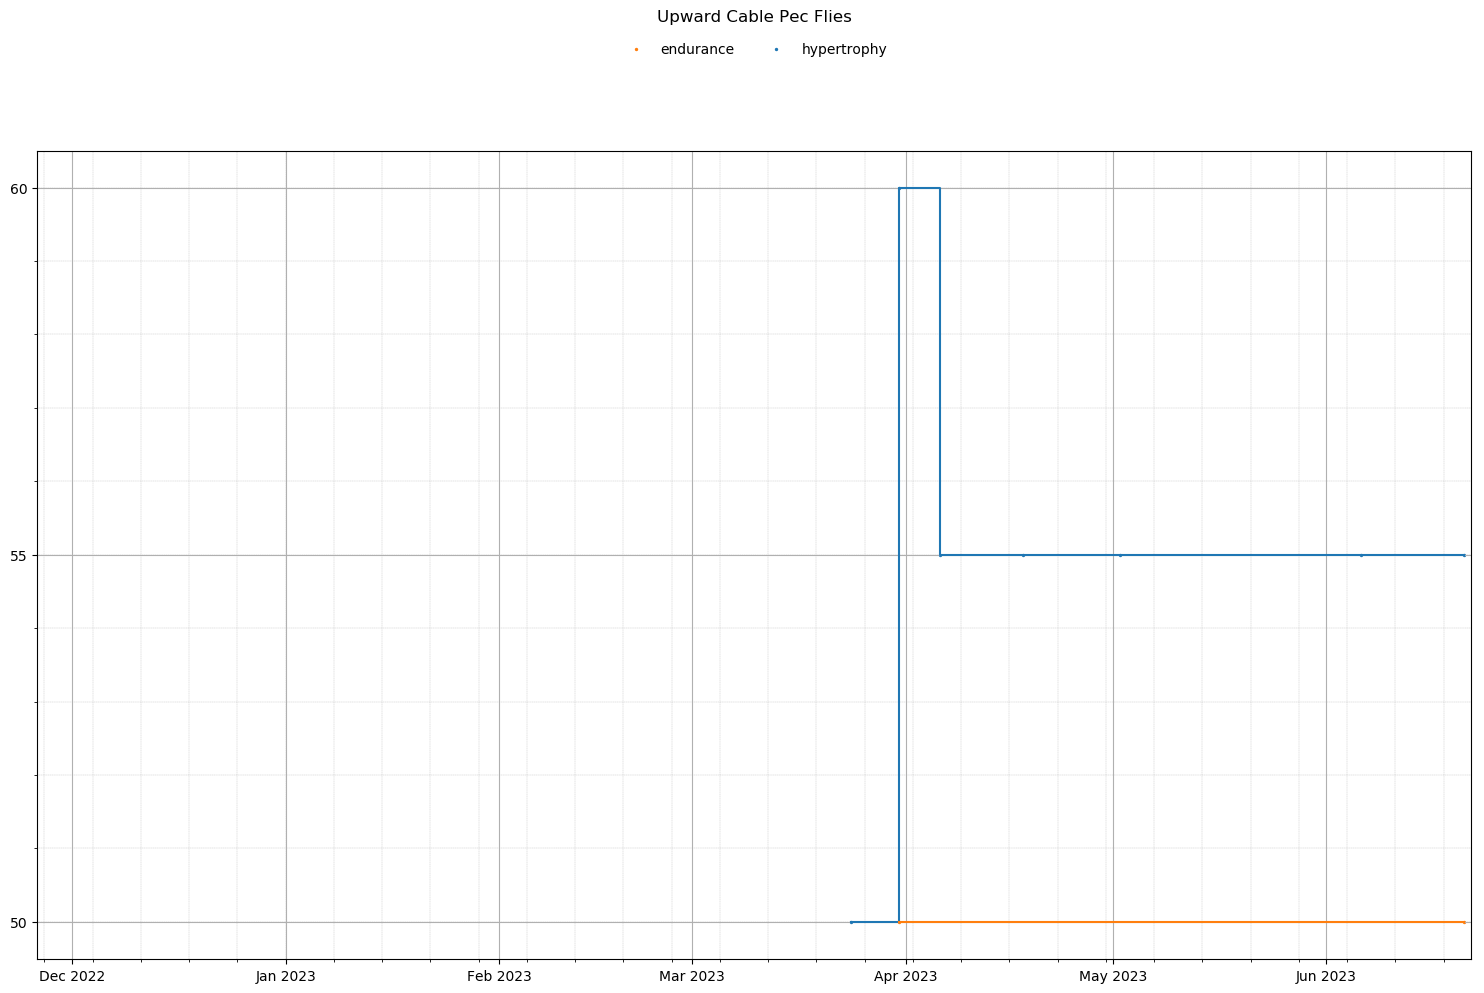 Upward Cable Pec Flies
endurance hypertrophy
60
55
50
Dec 2022 Jan 2023 Feb 2023 Mar 2023 Apr 2023 May 2023 Jun 2023